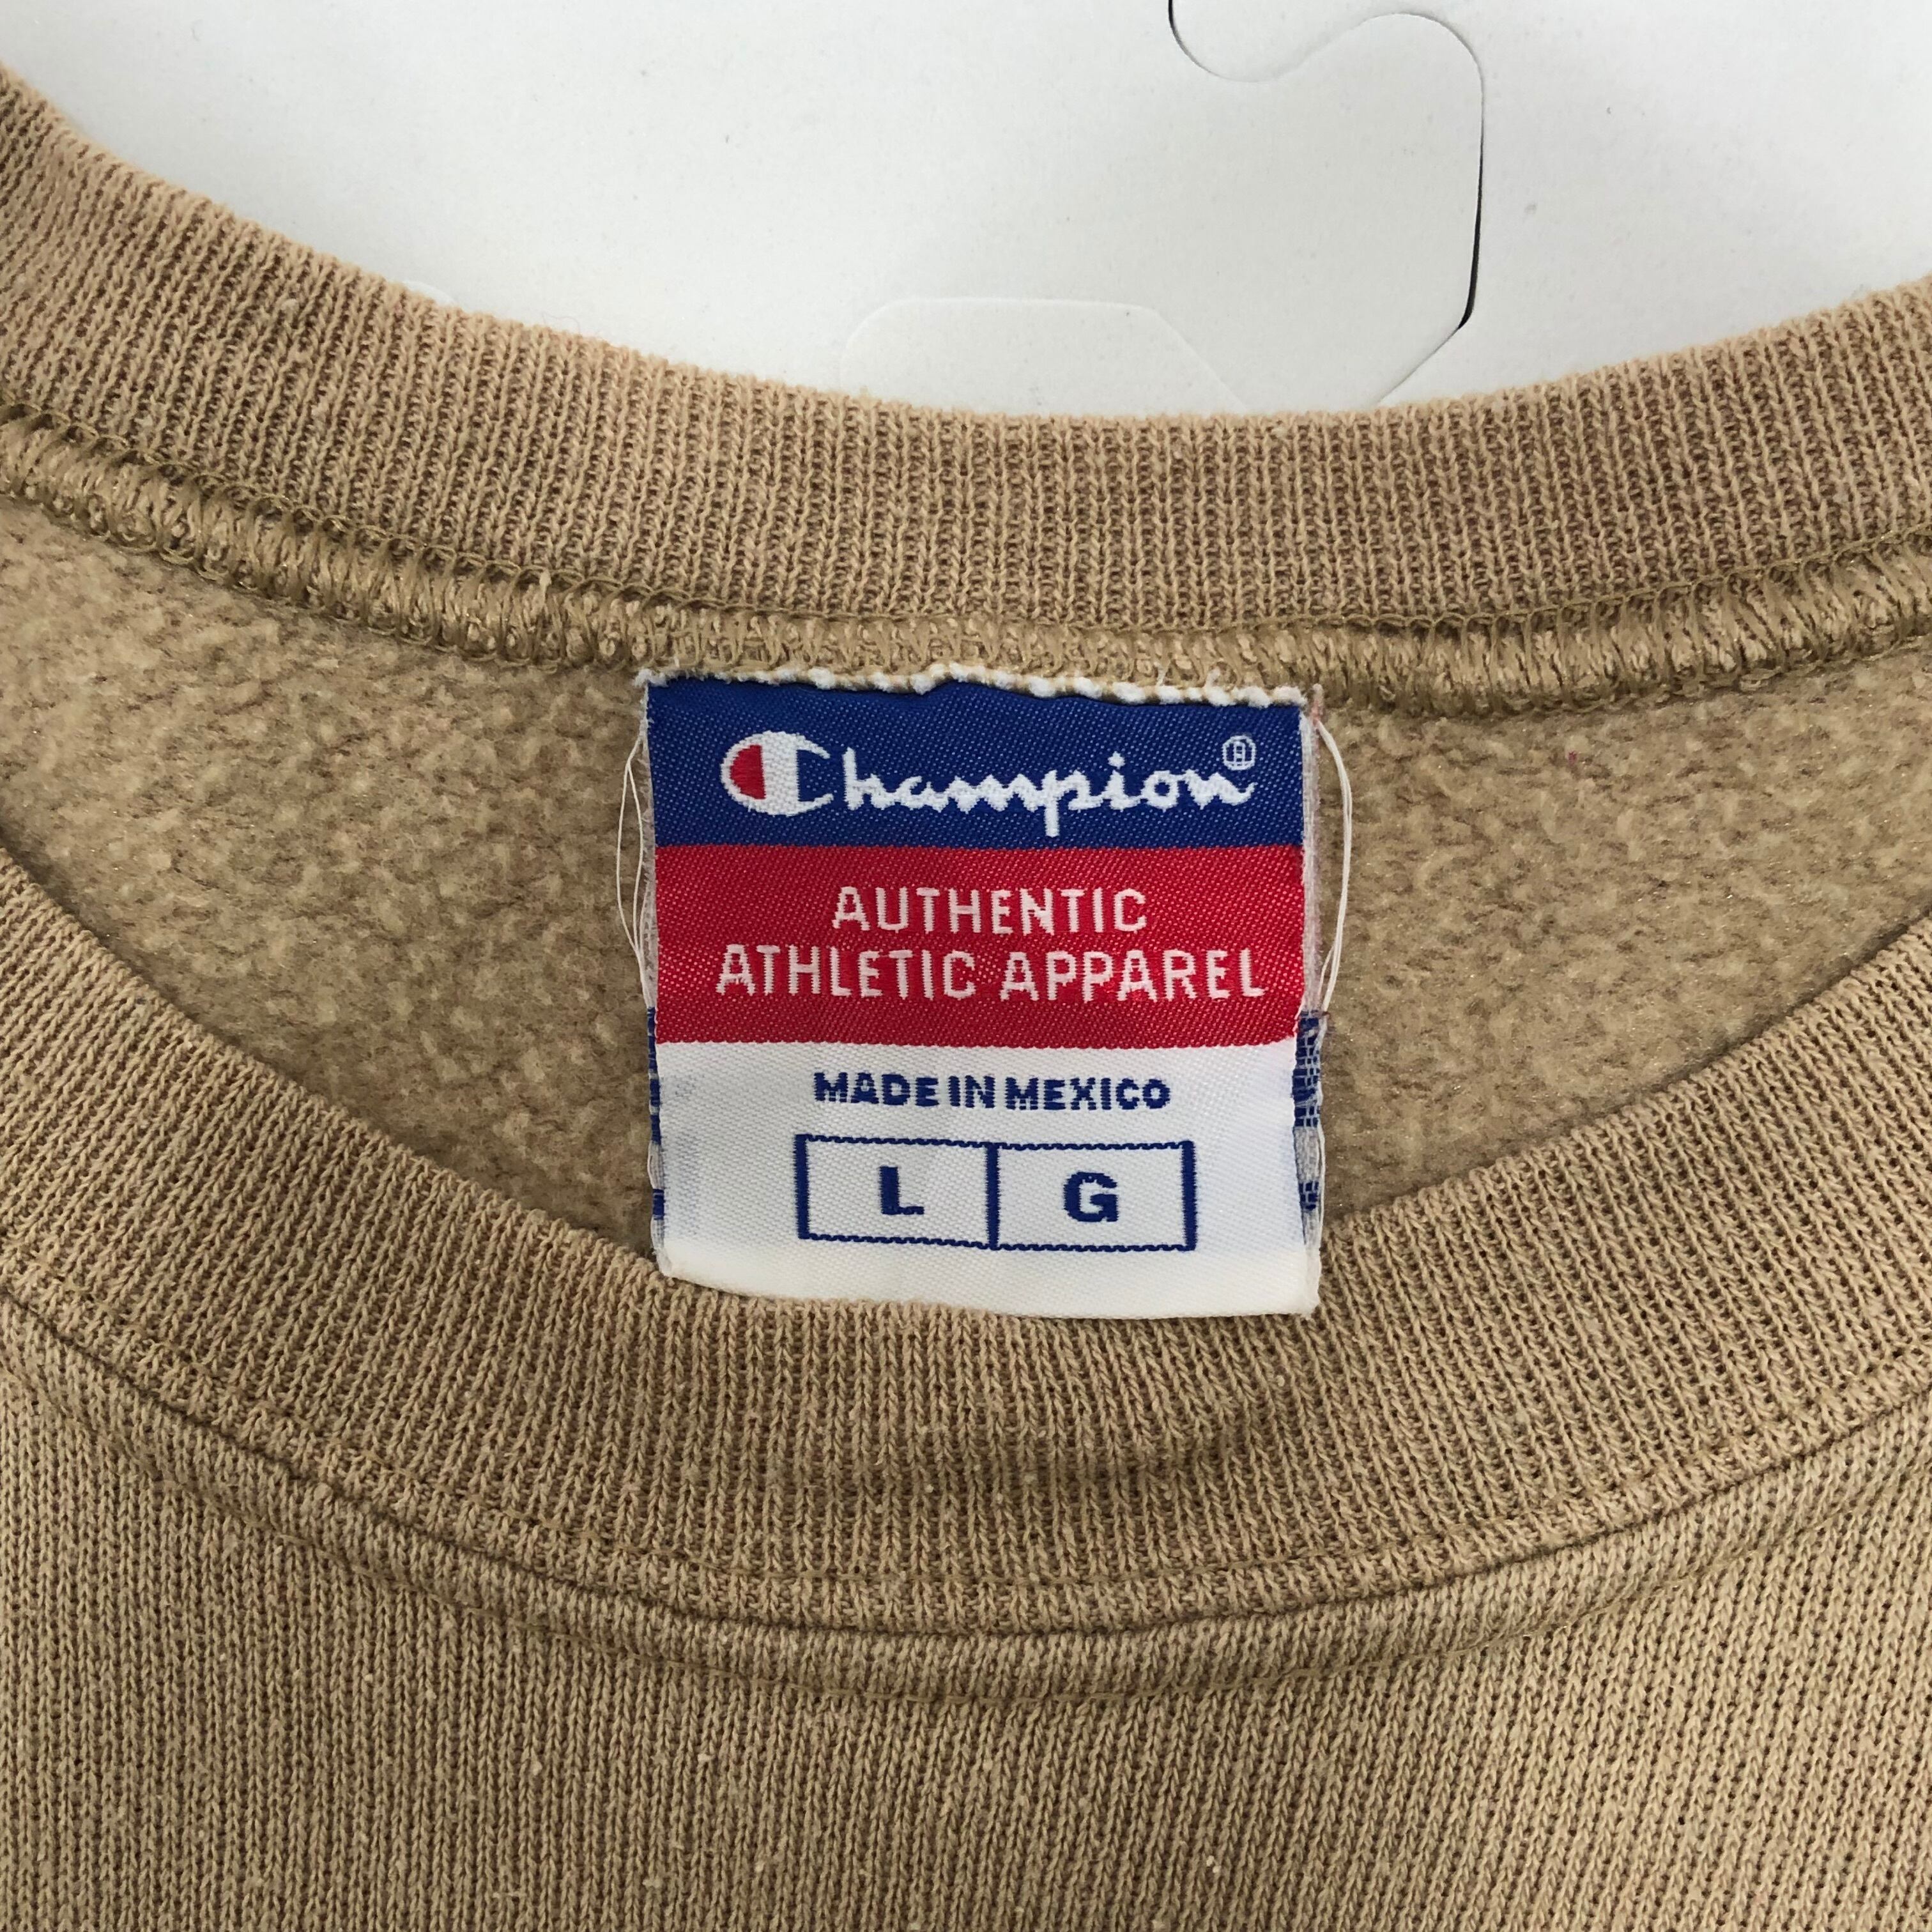 Champion®
AUTHENTIC
ATHLETIC APPAREL
MADE IN MEXICO
L G